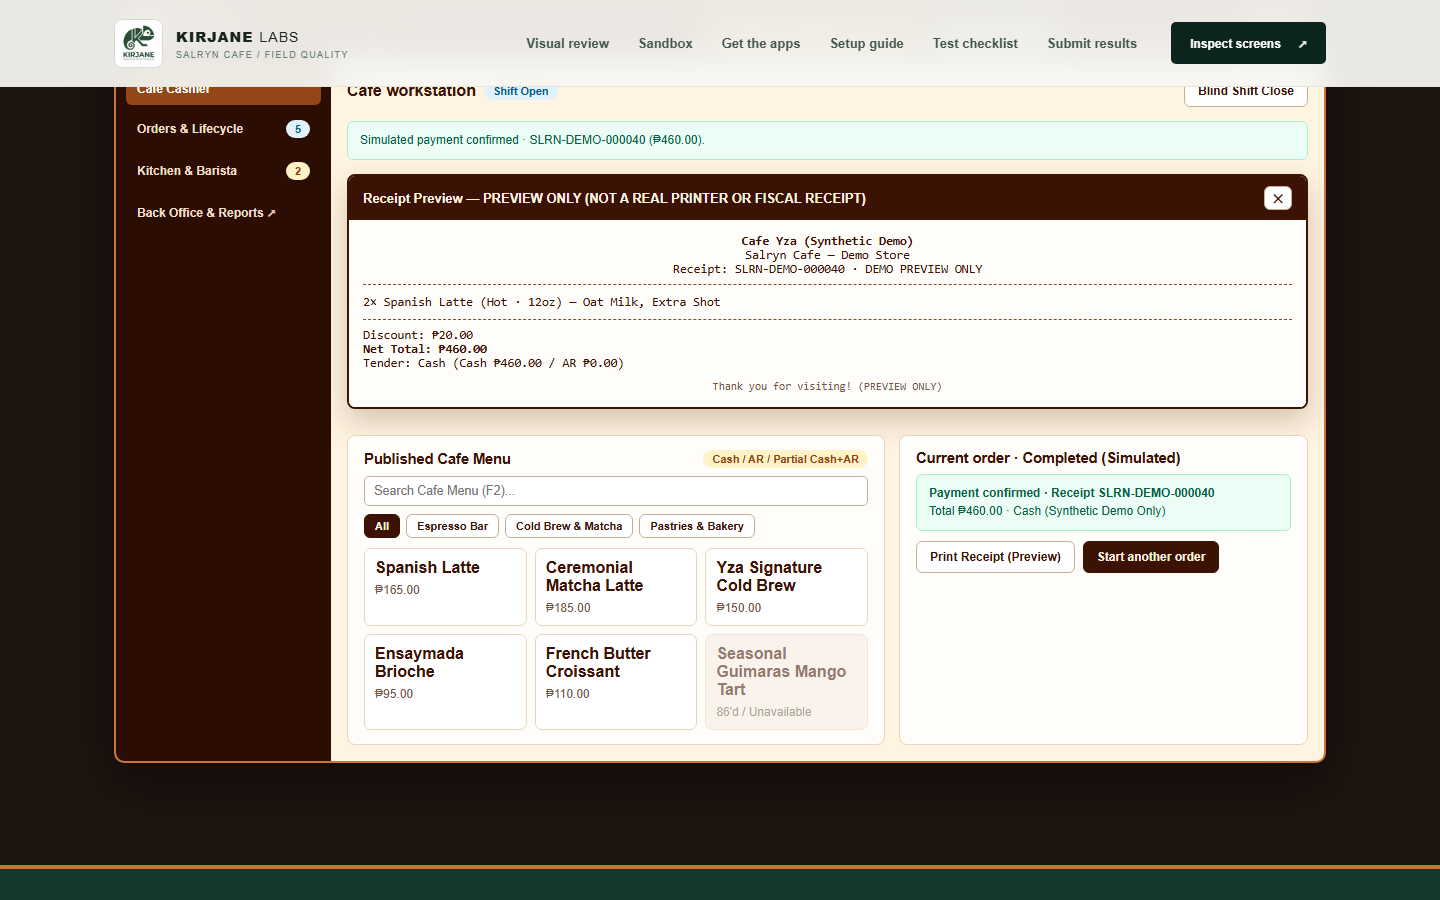 KIRJANE
KIRJANE LABS
SALRYN CAFE / FIELD QUALITY
Visual review
Sandbox
Get the apps
Setup guide
Test checklist
Submit results
Inspect screens ↗
Cafe Cashier
Orders & Lifecycle 5
Kitchen & Barista 2
Back Office & Reports ↗
Cafe workstation Shift Open
Blind Shift Close
Simulated payment confirmed · SLRN-DEMO-000040 (₱460.00).
Receipt Preview — PREVIEW ONLY (NOT A REAL PRINTER OR FISCAL RECEIPT)
Cafe Yza (Synthetic Demo)
Salryn Cafe — Demo Store
Receipt: SLRN-DEMO-000040 · DEMO PREVIEW ONLY
2× Spanish Latte (Hot · 12oz) — Oat Milk, Extra Shot
Discount: ₱20.00
Net Total: ₱460.00
Tender: Cash (Cash ₱460.00 / AR ₱0.00)
Thank you for visiting! (PREVIEW ONLY)
Published Cafe Menu
Cash / AR / Partial Cash+AR
Search Cafe Menu (F2)...
All
Espresso Bar
Cold Brew & Matcha
Pastries & Bakery
Spanish Latte
₱165.00
Ceremonial
Matcha Latte
₱185.00
Yza Signature
Cold Brew
₱150.00
Ensaymada
Brioche
₱95.00
French Butter
Croissant
₱110.00
Seasonal
Guimaras Mango
Tart
86'd / Unavailable
Current order · Completed (Simulated)
Payment confirmed · Receipt SLRN-DEMO-000040
Total ₱460.00 · Cash (Synthetic Demo Only)
Print Receipt (Preview)
Start another order